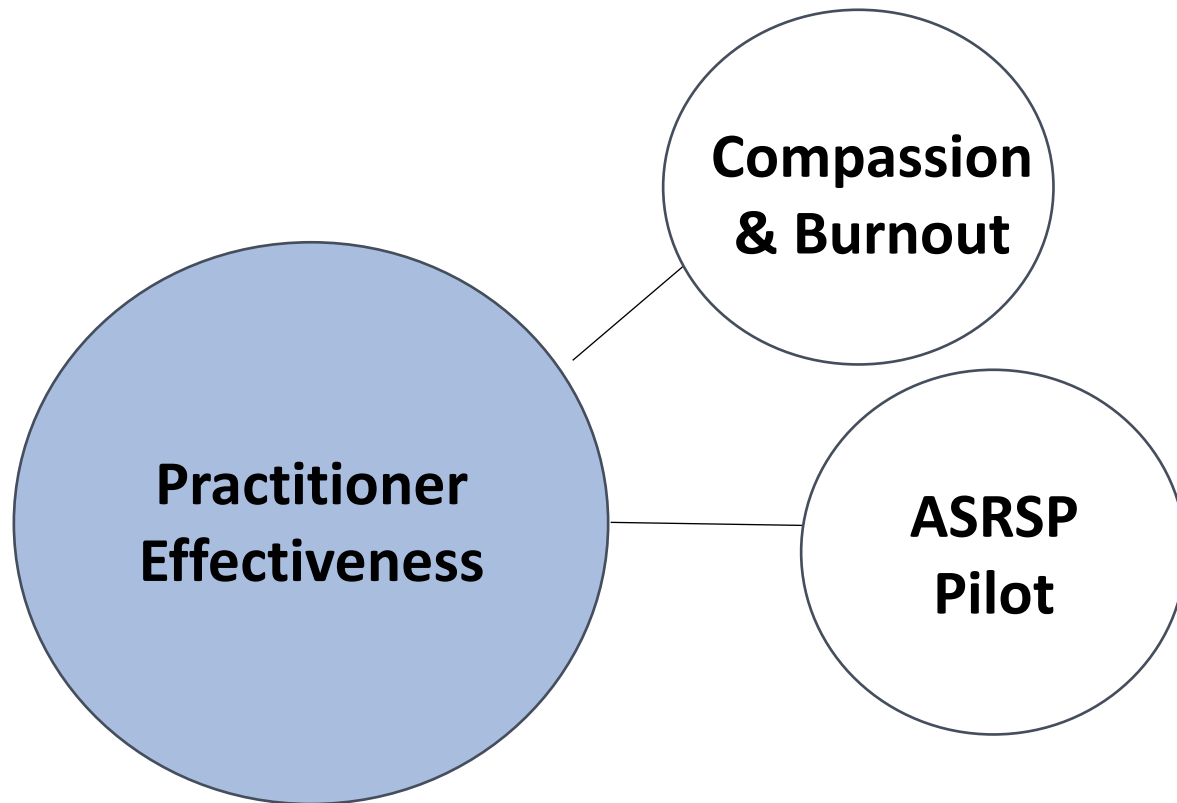 Compassion
& Burnout
Practitioner
Effectiveness
ASRSP
Pilot